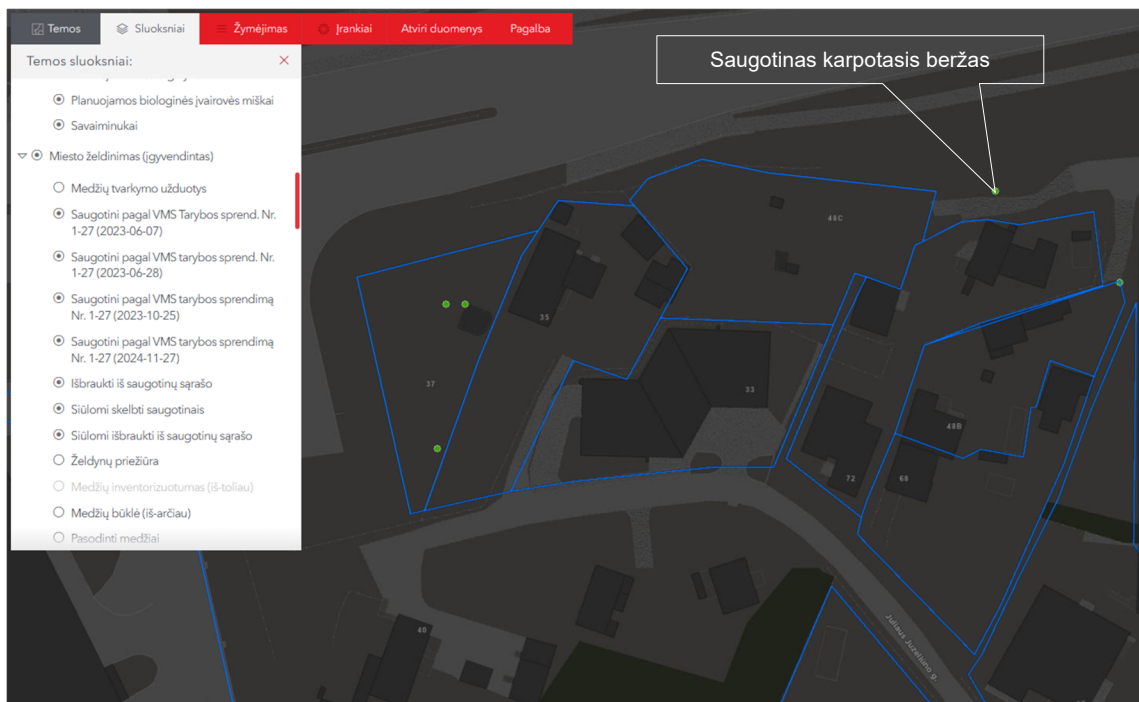 Temos
Sluoksniai
Žymėjimas
Įrankiai
Atviri duomenys
Pagalba
Temos sluoksniai:
Planuojamos biologinės įvairovės miškai
Savaiminukai
Miesto želdinimas (įgyvendintas)
Medžių tvarkymo užduotys
Saugotini pagal VMS Tarybos sprend. Nr.
1-27 (2023-06-07)
Saugotini pagal VMS tarybos sprend. Nr.
1-27 (2023-06-28)
Saugotini pagal VMS tarybos sprendimą
Nr. 1-27 (2023-10-25)
Saugotini pagal VMS tarybos sprendimą
Nr. 1-27 (2024-11-27)
Išbraukti iš saugotinų sąrašo
Siūlomi skelbti saugotinais
Siūlomi išbraukti iš saugotinų sąrašo
Želdynų priežiūra
Medžių inventorizuotumas (iš-toliau)
Medžių būklė (iš-arčiau)
Pasodinti medžiai
Saugotinas karpotasis beržas
49C
35
37
33
49B
72
68
40
Juliaus Juzeliūno g.